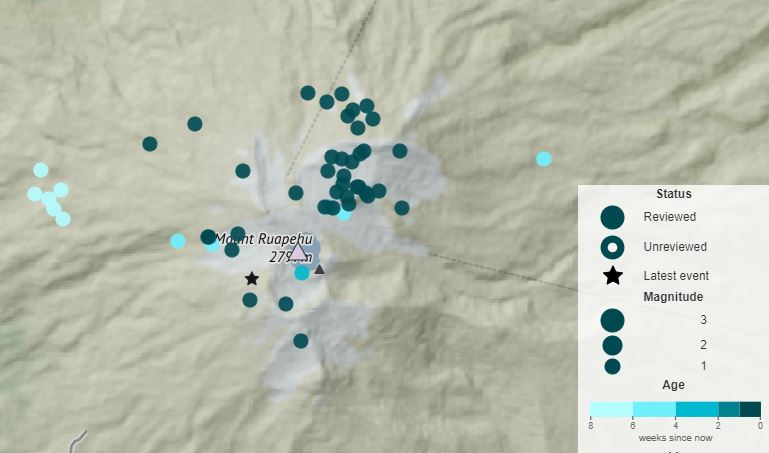 Mount Ruapehu
Status
Reviewed
Unreviewed
Latest event
Magnitude
3
2
1
Age
8 6 4 2 0
weeks since now